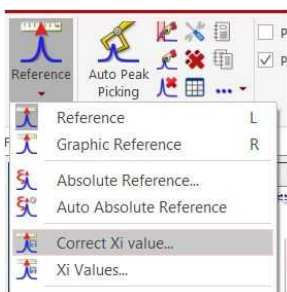 Reference
Auto Peak
Picking
Reference L
Graphic Reference R
Absolute Reference...
Auto Absolute Reference
Correct Xi value...
Xi Values...